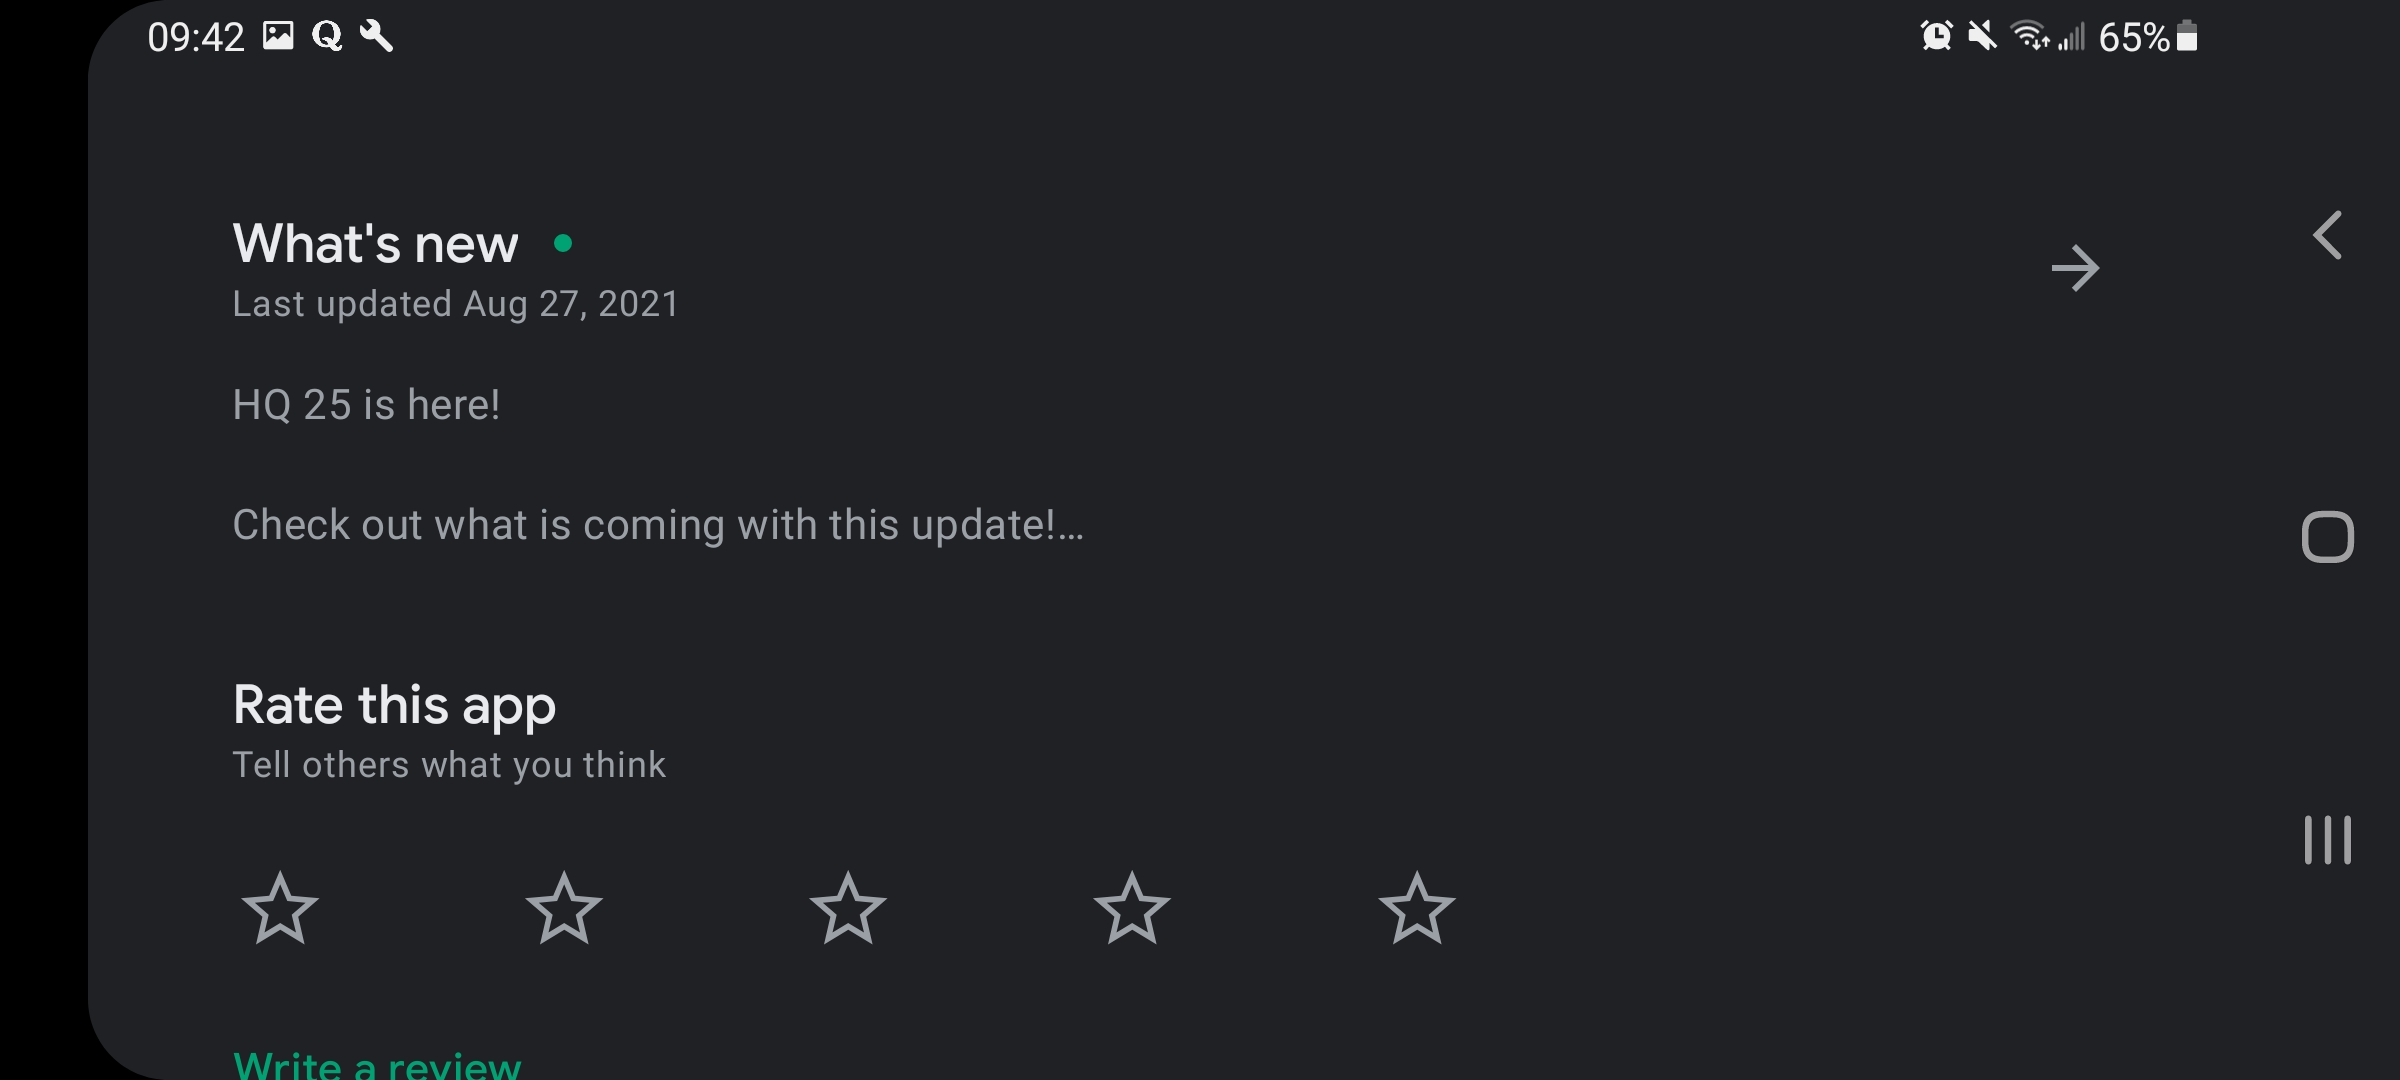 09:42
65%
What's new
Last updated Aug 27, 2021
HQ 25 is here!
Check out what is coming with this update!...
Rate this app
Tell others what you think
Write a review